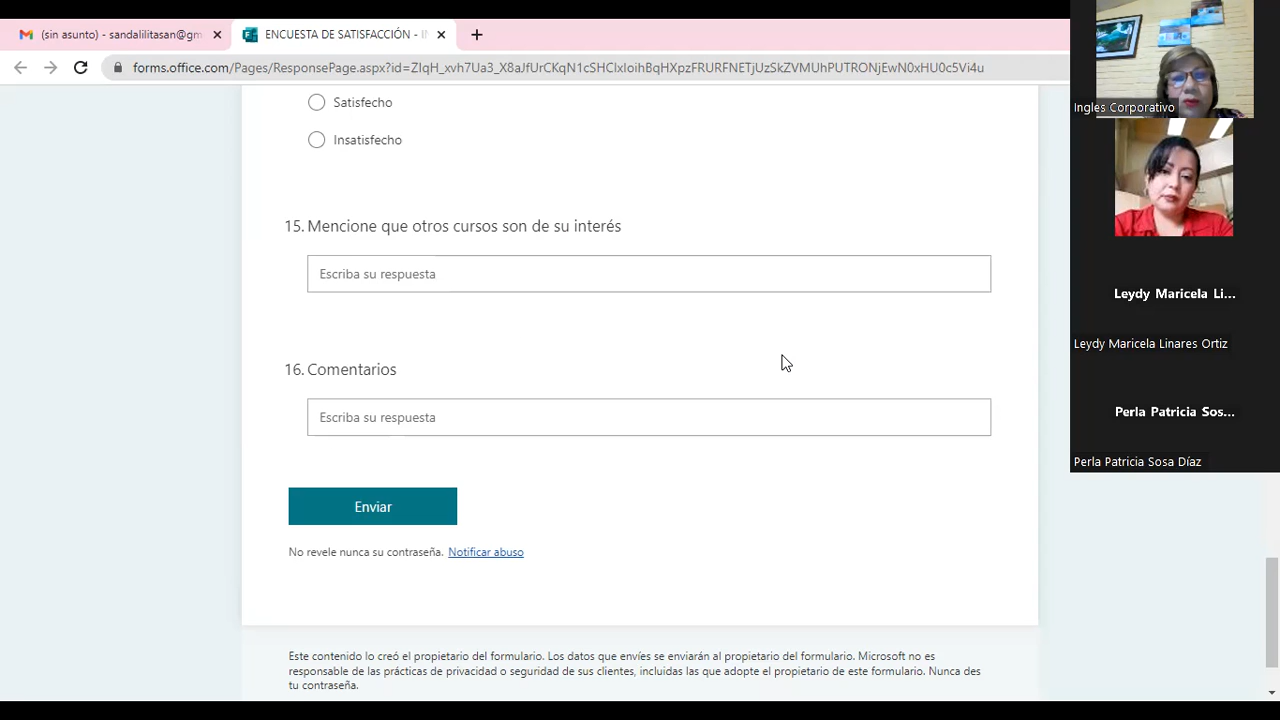 (sin asunto) - sandalilitasan@gm
ENCUESTA DE SATISFACCIÓN - I
forms.office.com/Pages/ResponsePage.aspx?id=ZIqH_xvh7Ua3_X8aJfUrCKqN1cSHClxIoihBqHXpzFRURFNETjUzSkZVMUhPUTRONjEwN0xHU0c5Vi4u
Satisfecho
Insatisfecho
15. Mencione que otros cursos son de su interés
Escriba su respuesta
16. Comentarios
Escriba su respuesta
Enviar
No revele nunca su contraseña. Notificar abuso
Este contenido lo creó el propietario del formulario. Los datos que envíes se enviarán al propietario del formulario. Microsoft no es
responsable de las prácticas de privacidad o seguridad de sus clientes, incluidas las que adopte el propietario de este formulario. Nunca des
tu contraseña.
Ingles Corporativo
Leydy Maricela Li...
Leydy Maricela Linares Ortiz
Perla Patricia Sos...
Perla Patricia Sosa Díaz